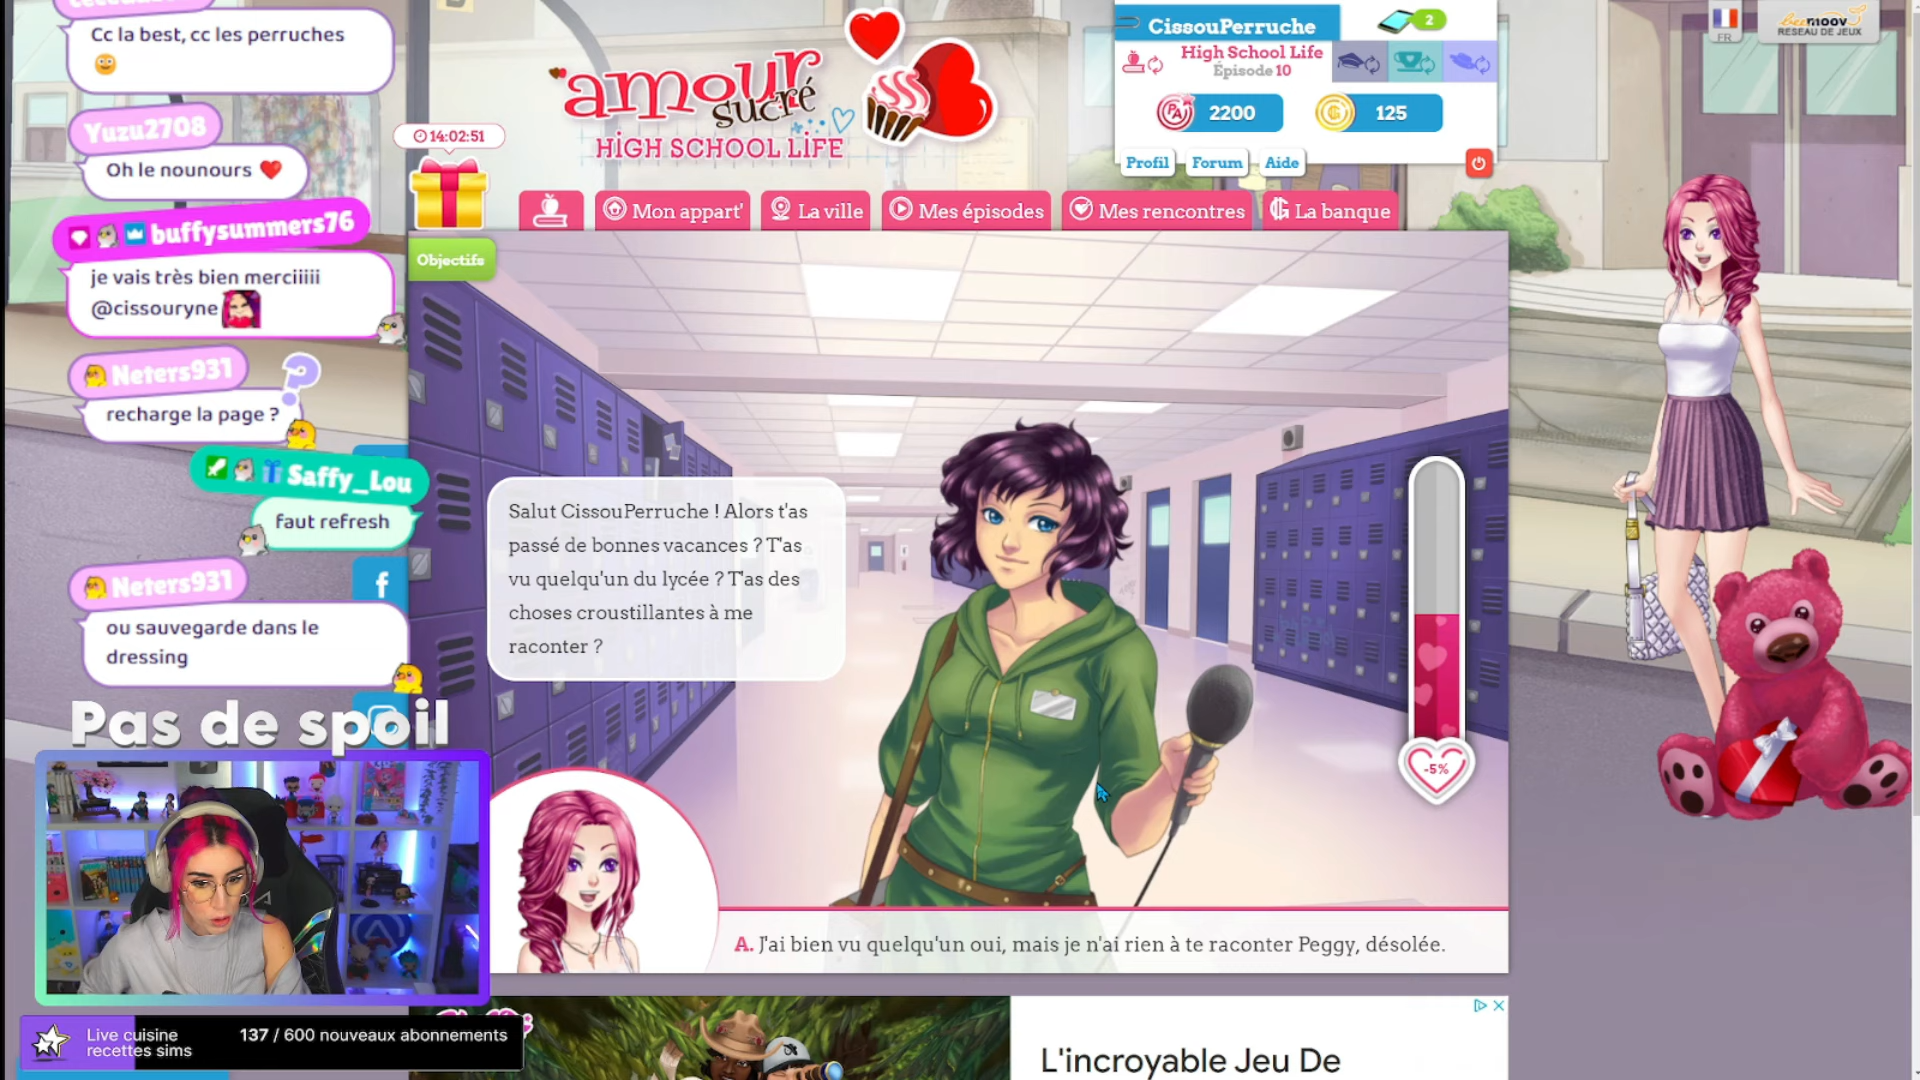 Cc la best, cc les perruches
Yuzu2708
Oh le nounours
buffysummers76
je vais très bien merciiiii
@cissouryne
Neters931
recharge la page ?
Saffy_Lou
faut refresh
Neters931
ou sauvegarde dans le
dressing
Pas de spoil
Live cuisine
recettes sims
137 / 600 nouveaux abonnements
14:02:51
amour
sucré
HIGH SCHOOL LIFE
CissouPerruche
2
High School Life
Épisode 10
PA
2200
125
Profil
Forum
Aide
FR
beemoov
RESEAU DE JEUX
Mon appart'
La ville
Mes épisodes
Mes rencontres
La banque
Objectifs
Salut CissouPerruche ! Alors t'as
passé de bonnes vacances ? T'as
vu quelqu'un du lycée ? T'as des
choses croustillantes à me
raconter ?
-5%
A. J'ai bien vu quelqu'un oui, mais je n'ai rien à te raconter Peggy, désolée.
L'incroyable Jeu De